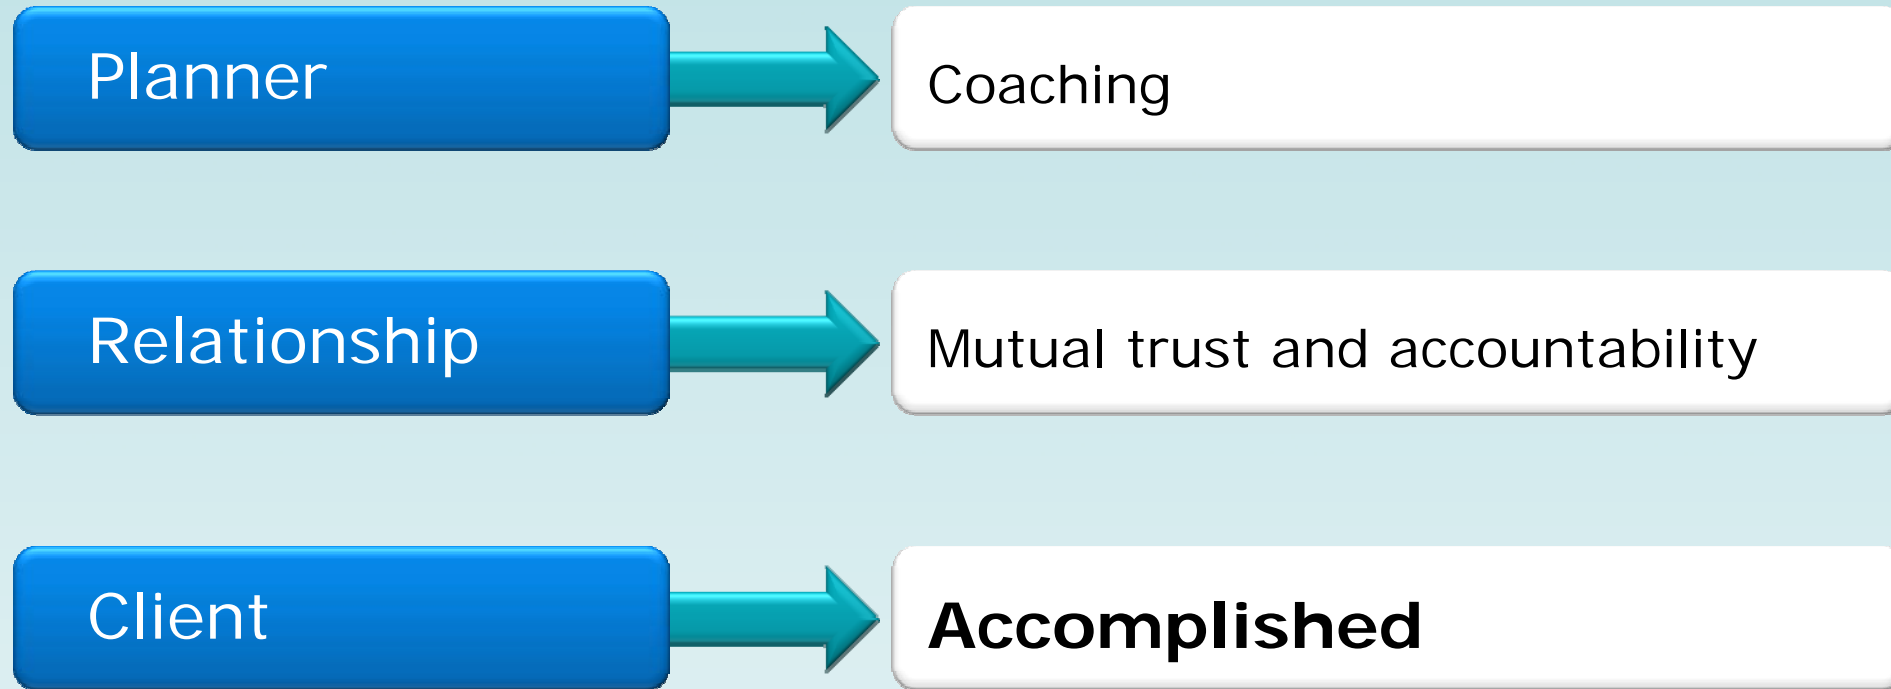 Planner
Coaching
Relationship
Mutual trust and accountability
Client
Accomplished